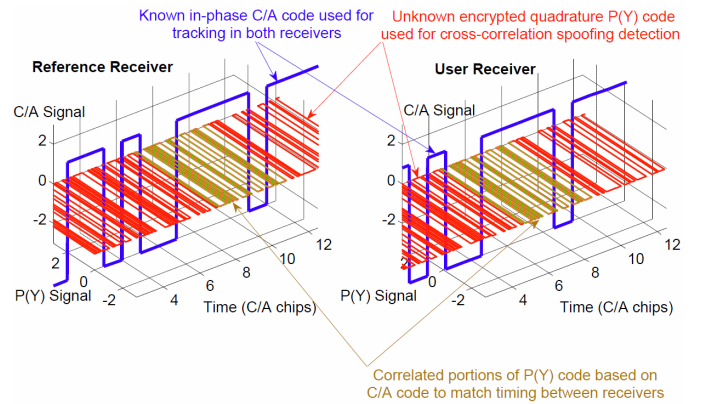 Known in-phase C/A code used for
tracking in both receivers
Unknown encrypted quadrature P(Y) code
used for cross-correlation spoofing detection
Reference Receiver
User Receiver
C/A Signal
2
0
-2
2
0
-2
P(Y) Signal
4
6
8
10
12
Time (C/A chips)
C/A Signal
2
0
-2
2
0
-2
P(Y) Signal
4
6
8
10
12
Time (C/A chips)
Correlated portions of P(Y) code based on
C/A code to match timing between receivers